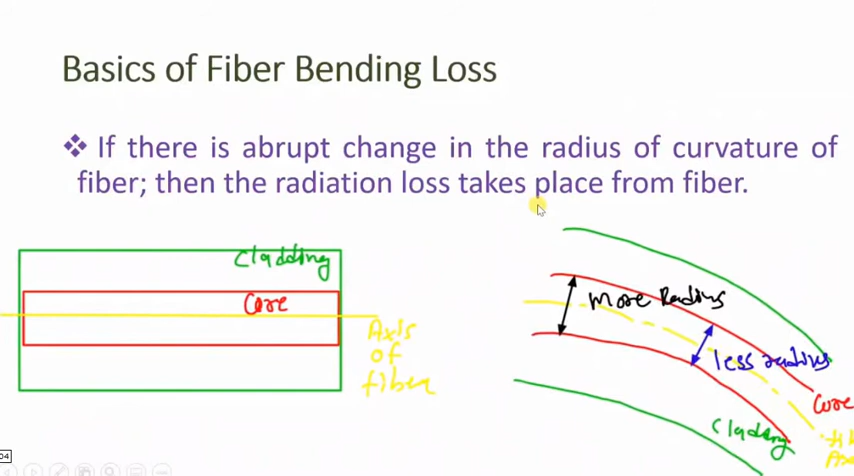 Basics of Fiber Bending Loss
If there is abrupt change in the radius of curvature of
fiber; then the radiation loss takes place from fiber.
Cladding
Core
Axis
of
fiber
More Radius
less radius
Core
Cladding
04